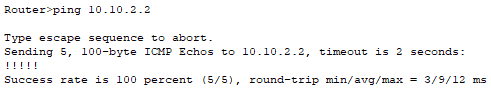 Router>ping 10.10.2.2
Type escape sequence to abort.
Sending 5, 100-byte ICMP Echos to 10.10.2.2, timeout is 2 seconds:
!!!!!
Success rate is 100 percent (5/5), round-trip min/avg/max = 3/9/12 ms